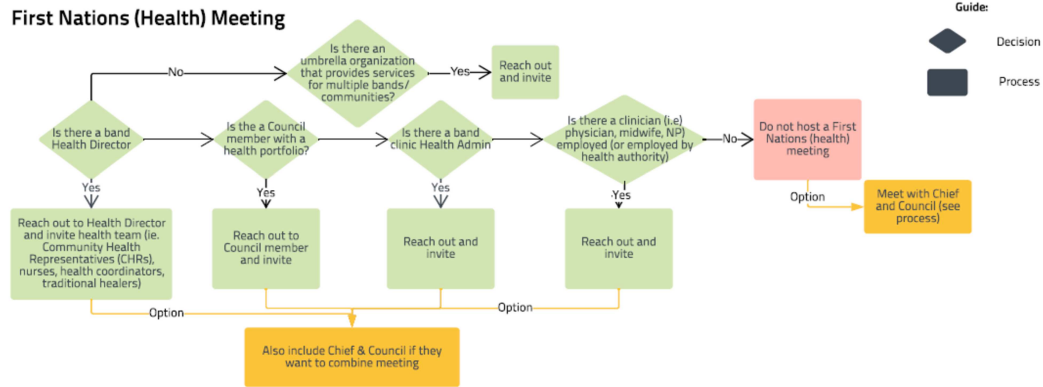 First Nations (Health) Meeting
Guide:
Decision
Process
Is there an
umbrella organization
that provides services
for multiple bands/
communities?
No
Yes
Reach out
and invite
Is there a band
Health Director
Is the a Council
member with a
health portfolio?
Is there a band
clinic Health Admin
Is there a clinician (i.e)
physician, midwife, NP)
employed (or employed by
health authority)
No
Do not host a First
Nations (health)
meeting
Yes
Yes
Yes
Yes
Option
Meet with Chief
and Council (see
process)
Reach out to Health Director
and invite health team (ie.
Community Health
Representatives (CHRs),
nurses, health coordinators,
traditional healers)
Reach out to
Council member
and invite
Reach out and
invite
Reach out and
invite
Option
Option
Also include Chief & Council if they
want to combine meeting